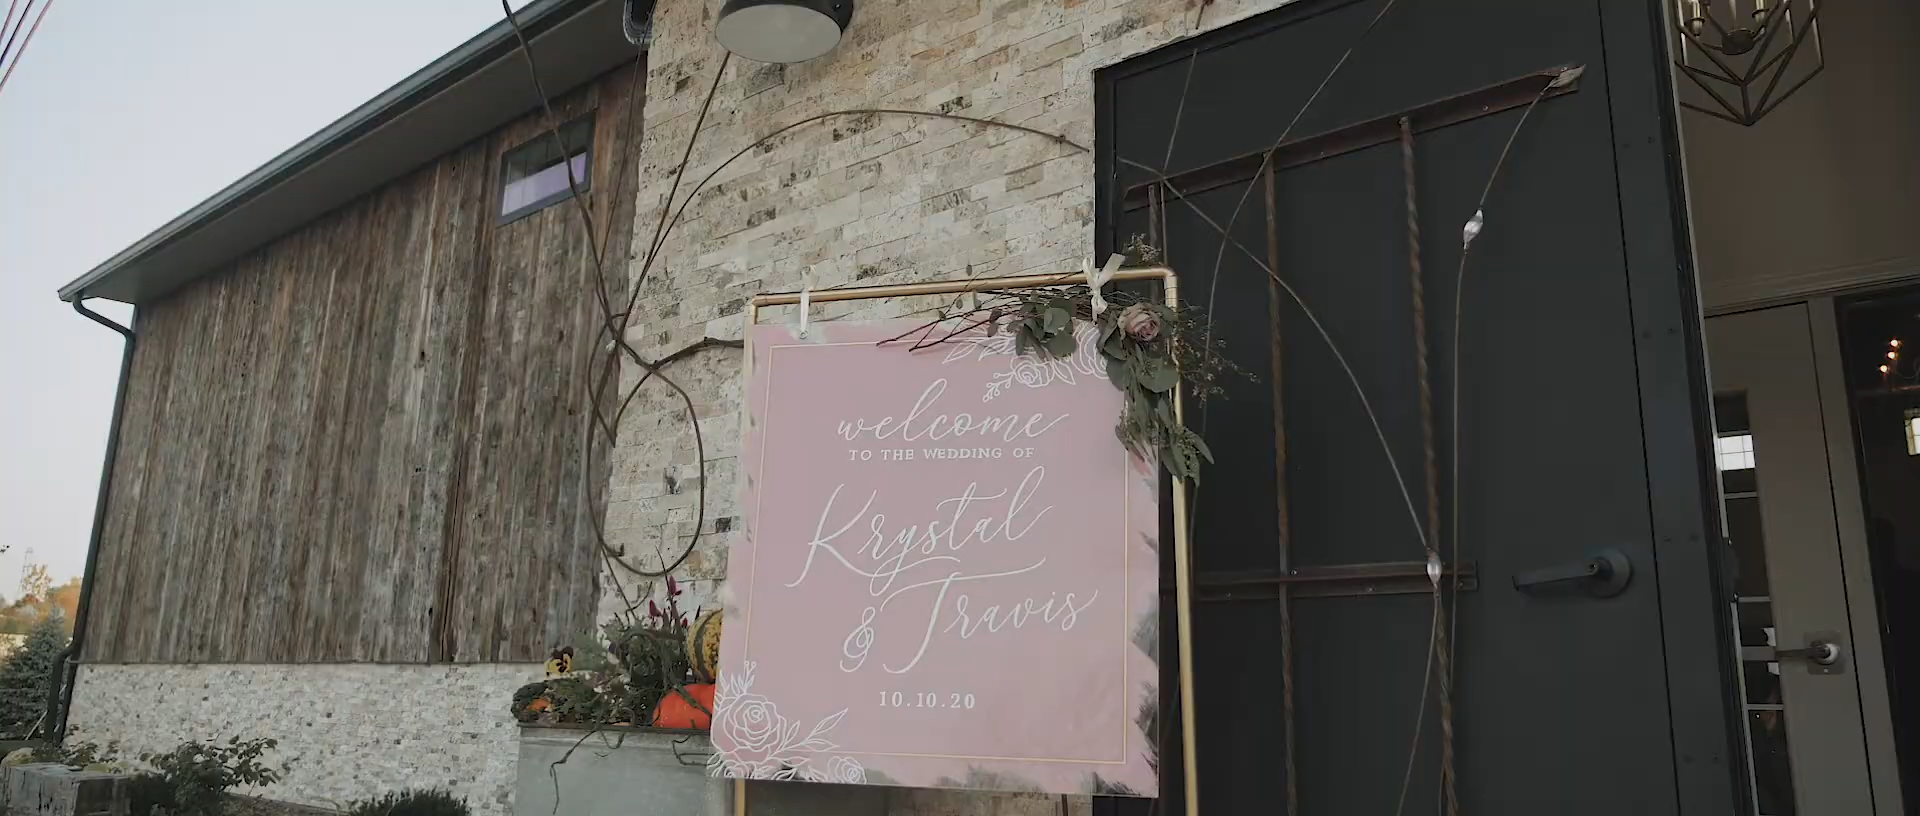 welcome
TO THE WEDDING OF
Krystal
& Travis
10.10.20